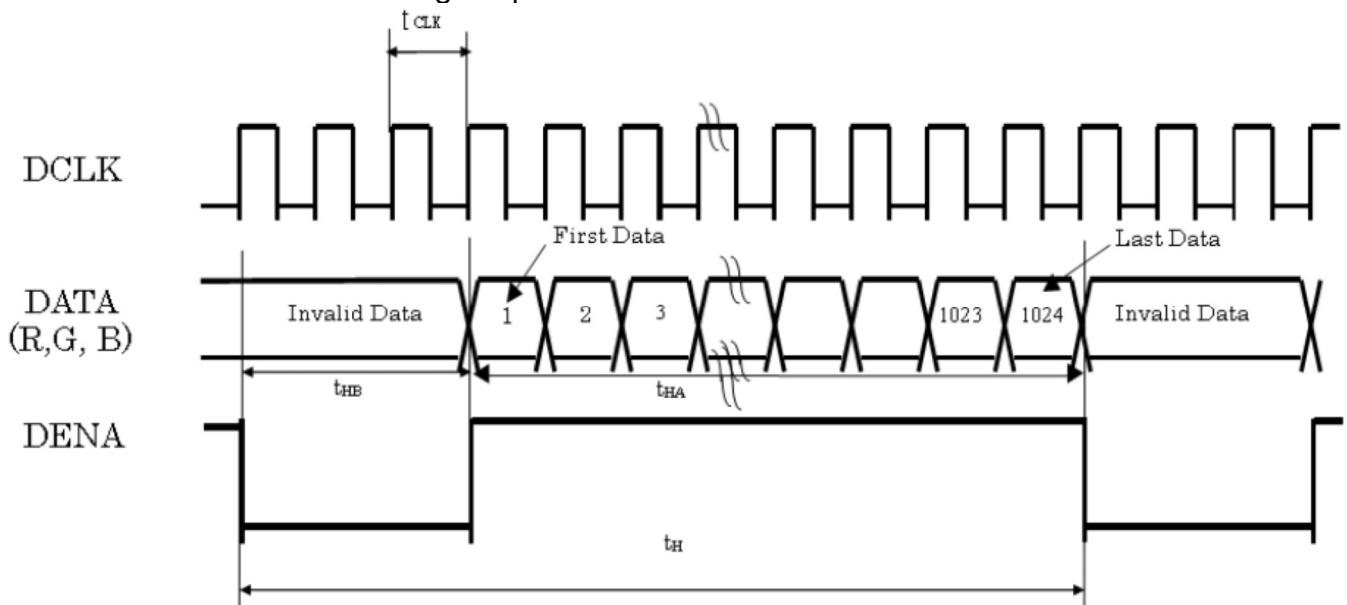 t CLK
DCLK
First Data
Last Data
DATA
(R,G, B)
Invalid Data
1
2
3
1023
1024
Invalid Data
tHB
tHA
DENA
tH